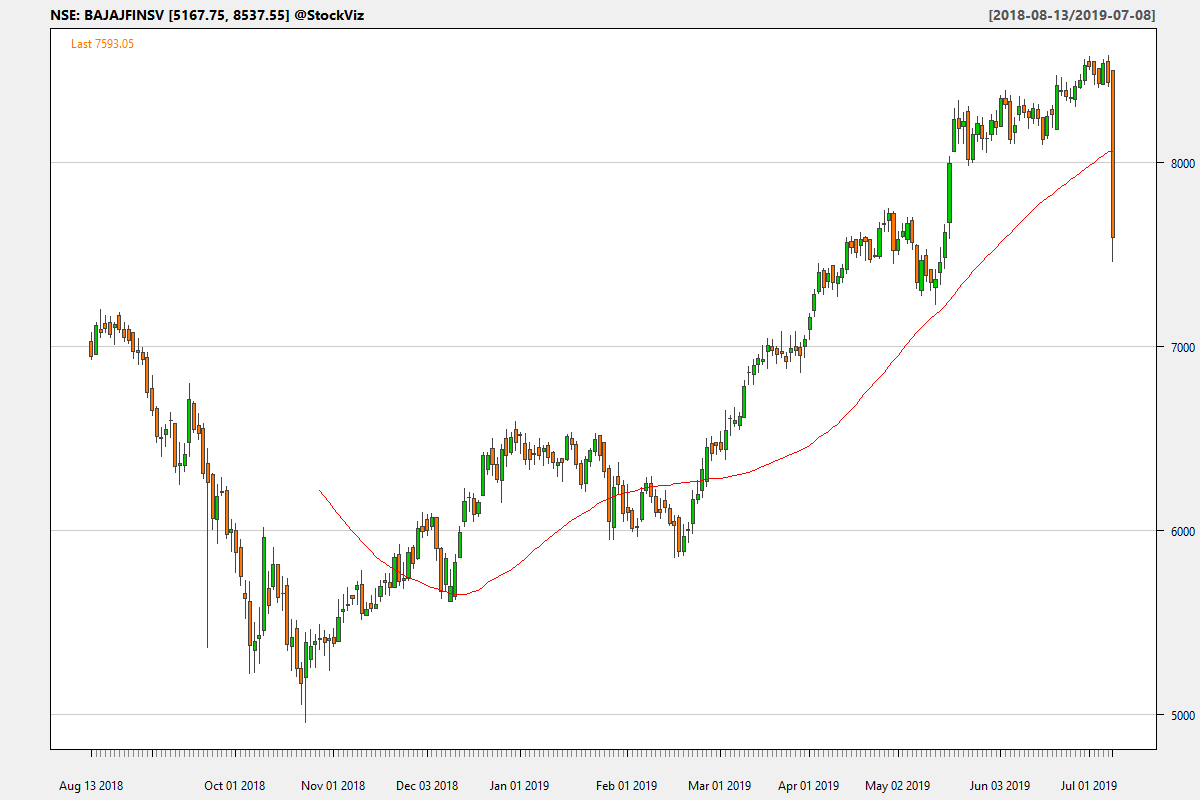 NSE: BAJAJFINSV [5167.75, 8537.55] @StockViz [2018-08-13/2019-07-08]
Last 7593.05
8000
7000
6000
5000
Aug 13 2018 Oct 01 2018 Nov 01 2018 Dec 03 2018 Jan 01 2019 Feb 01 2019 Mar 01 2019 Apr 01 2019 May 02 2019 Jun 03 2019 Jul 01 2019